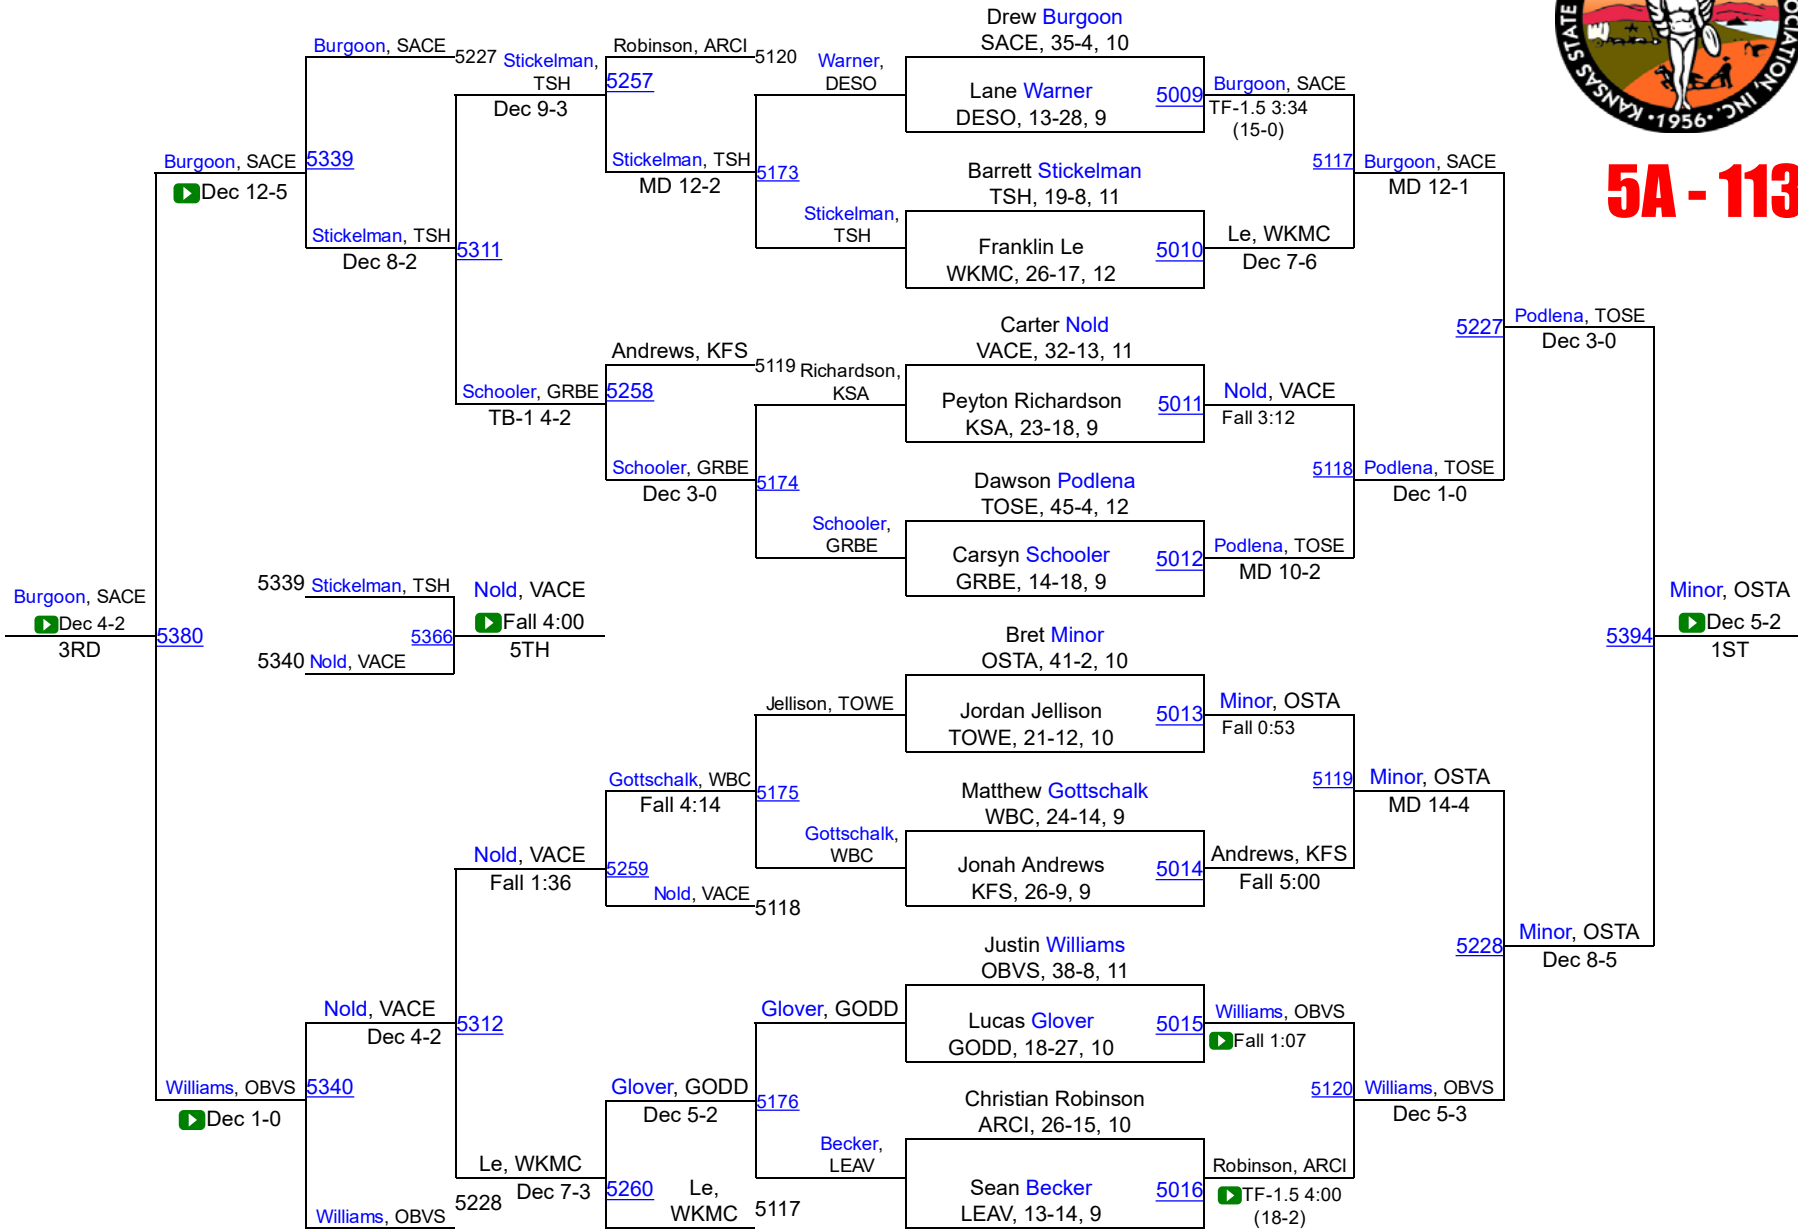 Burgoon, SACE
5227
Stickelman,
TSH
Dec 9-3
Robinson, ARCI
5120
5257
Warner,
DESO
Drew Burgoon
SACE, 35-4, 10
Lane Warner
DESO, 13-28, 9
5009
Burgoon, SACE
TF-1.5 3:34
(15-0)
KANSAS STATE
OCIATION, INC.
•1956•
5A - 113
Burgoon, SACE
Dec 12-5
5339
Stickelman, TSH
MD 12-2
5173
Barrett Stickelman
TSH, 19-8, 11
5117
Burgoon, SACE
MD 12-1
Stickelman, TSH
Dec 8-2
5311
Stickelman,
TSH
Franklin Le
WKMC, 26-17, 12
5010
Le, WKMC
Dec 7-6
Carter Nold
VACE, 32-13, 11
5227
Podlena, TOSE
Dec 3-0
Andrews, KFS
5119
Richardson,
KSA
Schooler, GRBE
TB-1 4-2
5258
Peyton Richardson
KSA, 23-18, 9
5011
Nold, VACE
Fall 3:12
Schooler, GRBE
Dec 3-0
5174
Dawson Podlena
TOSE, 45-4, 12
5118
Podlena, TOSE
Dec 1-0
Schooler,
GRBE
Carsyn Schooler
GRBE, 14-18, 9
5012
Podlena, TOSE
MD 10-2
Burgoon, SACE
Dec 4-2
3RD
5380
5339
Stickelman, TSH
5366
5340
Nold, VACE
Nold, VACE
Fall 4:00
5TH
Bret Minor
OSTA, 41-2, 10
5394
Minor, OSTA
Dec 5-2
1ST
Jellison, TOWE
Jordan Jellison
TOWE, 21-12, 10
5013
Minor, OSTA
Fall 0:53
Gottschalk, WBC
Fall 4:14
5175
Matthew Gottschalk
WBC, 24-14, 9
5119
Minor, OSTA
MD 14-4
Gottschalk,
WBC
Nold, VACE
Fall 1:36
5259
Nold, VACE
5118
Jonah Andrews
KFS, 26-9, 9
5014
Andrews, KFS
Fall 5:00
Justin Williams
OBVS, 38-8, 11
5228
Minor, OSTA
Dec 8-5
Nold, VACE
Dec 4-2
5312
Glover, GODD
Lucas Glover
GODD, 18-27, 10
5015
Williams, OBVS
Fall 1:07
Williams, OBVS
Dec 1-0
5340
Glover, GODD
Dec 5-2
5176
Christian Robinson
ARCI, 26-15, 10
5120
Williams, OBVS
Dec 5-3
Becker,
LEAV
Le, WKMC
Dec 7-3
5260
Le,
WKMC
5117
Sean Becker
LEAV, 13-14, 9
5016
Robinson, ARCI
TF-1.5 4:00
(18-2)
Williams, OBVS
5228